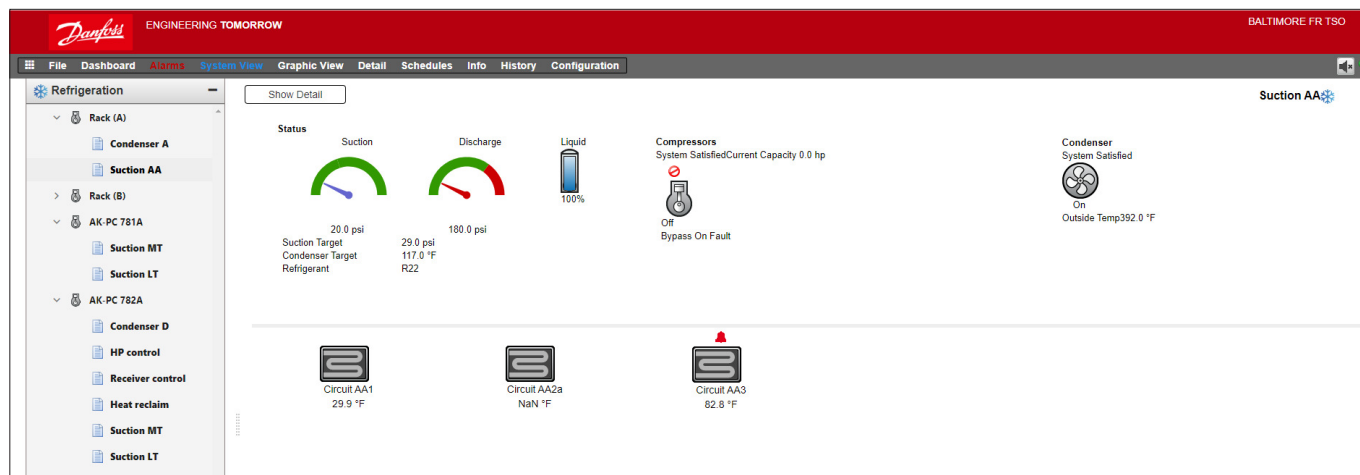 Danfoss ENGINEERING TOMORROW BALTIMORE FR TSO
File Dashboard Alarms System View Graphic View Detail Schedules Info History Configuration
Refrigeration
Rack (A)
Condenser A
Suction AA
Rack (B)
AK-PC 781A
Suction MT
Suction LT
AK-PC 782A
Condenser D
HP control
Receiver control
Heat reclaim
Suction MT
Suction LT
Show Detail
Suction AA
Status
Suction Discharge Liquid
100%
20.0 psi 180.0 psi
Suction Target 29.0 psi
Condenser Target 117.0 °F
Refrigerant R22
Compressors
System SatisfiedCurrent Capacity 0.0 hp
Off
Bypass On Fault
Condenser
System Satisfied
On
Outside Temp392.0 °F
Circuit AA1
29.9 °F
Circuit AA2a
NaN °F
Circuit AA3
82.8 °F